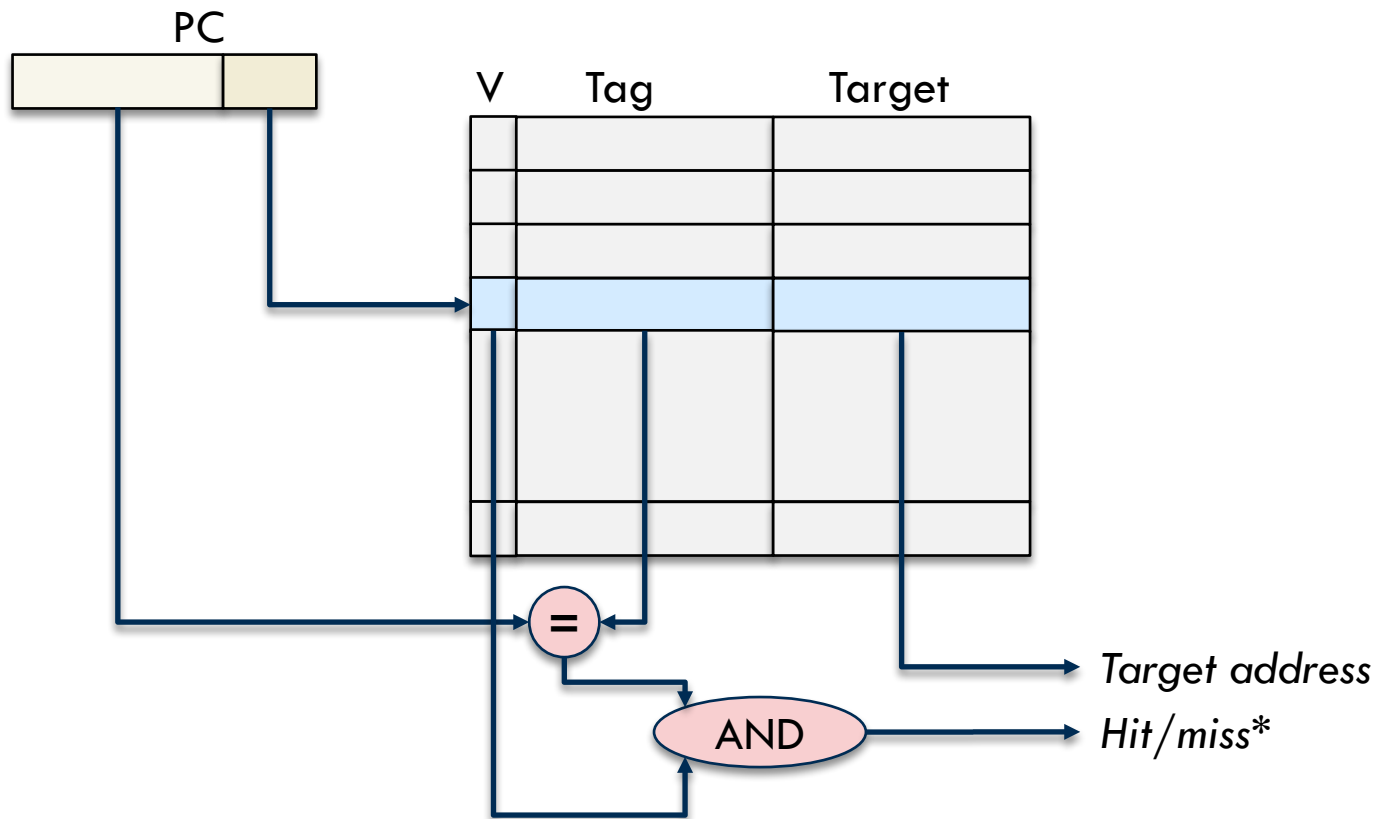 PC
V Tag Target
=
Target address
AND
Hit/miss*